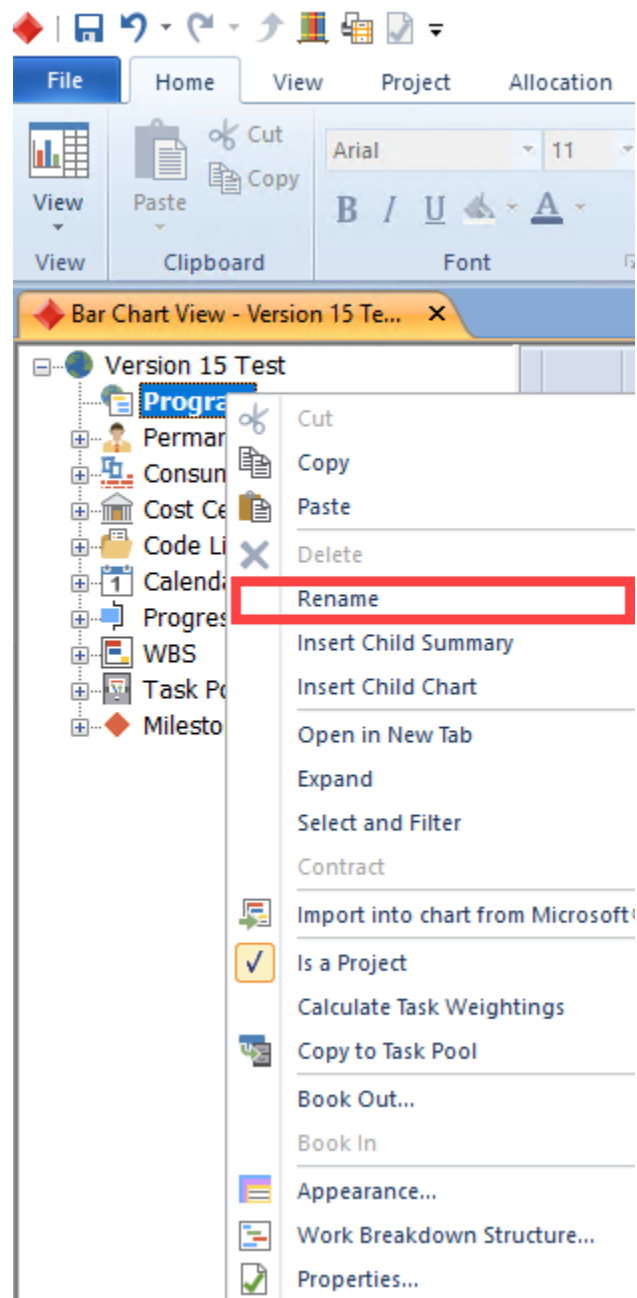 File Home View Project Allocation
Cut
Copy
Arial 11
View Paste
B I U A
View Clipboard Font
Bar Chart View - Version 15 Te... x
Version 15 Test
Progra
Perman
Consun
Cost Ce
Code Li
1 Calenda
Progres
WBS
Task Po
Milesto
Cut
Copy
Paste
Delete
Rename
Insert Child Summary
Insert Child Chart
Open in New Tab
Expand
Select and Filter
Contract
Import into chart from Microsoft
Is a Project
Calculate Task Weightings
Copy to Task Pool
Book Out...
Book In
Appearance...
Work Breakdown Structure...
Properties...